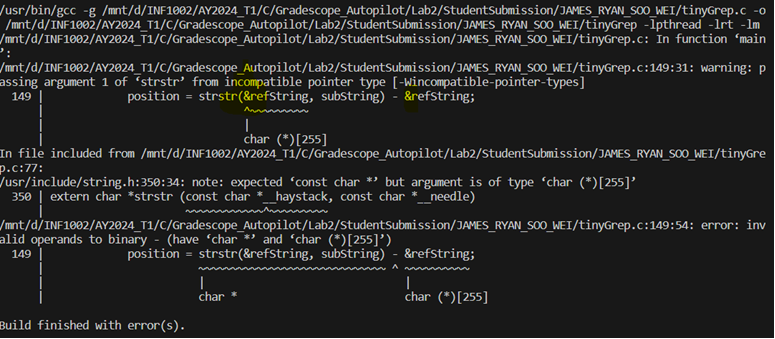 /usr/bin/gcc -g /mnt/d/INF1002/AY2024_T1/C/Gradescope_Autopilot/Lab2/StudentSubmission/JAMES_RYAN_SOO_WEI/tinyGrep.c -o
 /mnt/d/INF1002/AY2024_T1/C/Gradescope_Autopilot/Lab2/StudentSubmission/JAMES_RYAN_SOO_WEI/tinyGrep -lpthread -lrt -lm
/mnt/d/INF1002/AY2024_T1/C/Gradescope_Autopilot/Lab2/StudentSubmission/JAMES_RYAN_SOO_WEI/tinyGrep.c: In function ‘main
’:
/mnt/d/INF1002/AY2024_T1/C/Gradescope_Autopilot/Lab2/StudentSubmission/JAMES_RYAN_SOO_WEI/tinyGrep.c:149:31: warning: p
assing argument 1 of ‘strstr’ from incompatible pointer type [-Wincompatible-pointer-types]
  149 |             position = strstr(&refString, subString) - &refString;
      |                               ^~~~~~~~~~
      |                               |
      |                               char (*)[255]
In file included from /mnt/d/INF1002/AY2024_T1/C/Gradescope_Autopilot/Lab2/StudentSubmission/JAMES_RYAN_SOO_WEI/tinyGre
p.c:77:
/usr/include/string.h:350:34: note: expected ‘const char *’ but argument is of type ‘char (*)[255]’
  350 | extern char *strstr (const char *__haystack, const char *__needle)
      |                      ~~~~~~~~~~~~^~~~~~~~~~
/mnt/d/INF1002/AY2024_T1/C/Gradescope_Autopilot/Lab2/StudentSubmission/JAMES_RYAN_SOO_WEI/tinyGrep.c:149:54: error: inv
alid operands to binary - (have ‘char *’ and ‘char (*)[255]’)
  149 |             position = strstr(&refString, subString) - &refString;
      |                        ~~~~~~~~~~~~~~~~~~~~~~~~~~~~~ ^ ~~~~~~~~~~
      |                        |                               |
      |                        char *                          char (*)[255]
Build finished with error(s).